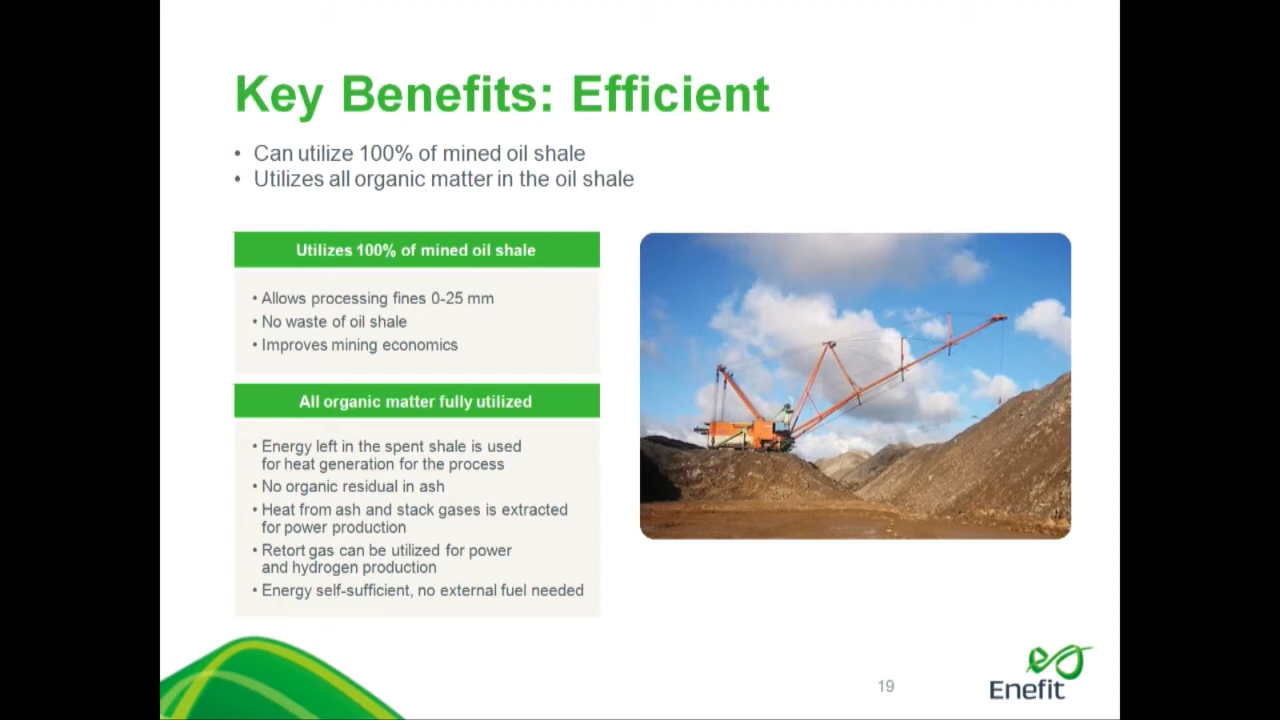 Key Benefits: Efficient
• Can utilize 100% of mined oil shale
• Utilizes all organic matter in the oil shale
Utilizes 100% of mined oil shale
• Allows processing fines 0-25 mm
• No waste of oil shale
• Improves mining economics
All organic matter fully utilized
• Energy left in the spent shale is used
for heat generation for the process
• No organic residual in ash
• Heat from ash and stack gases is extracted
for power production
• Retort gas can be utilized for power
and hydrogen production
• Energy self-sufficient, no external fuel needed
19
Enefit